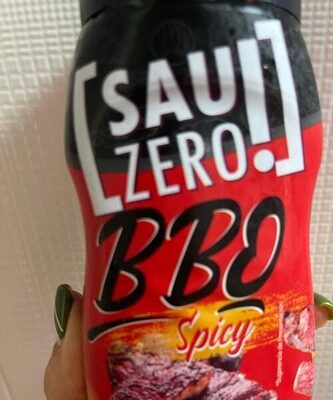 [SAU!]
ZERO
BBQ
Spicy